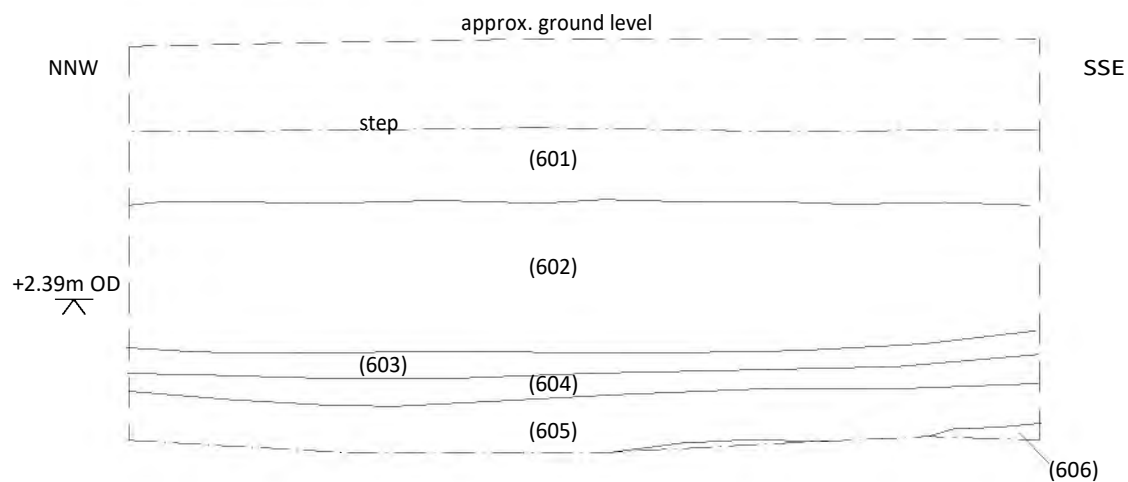 approx. ground level
NNW
SSE
step
(601)
(602)
+2.39m OD
(603)
(604)
(605)
(606)